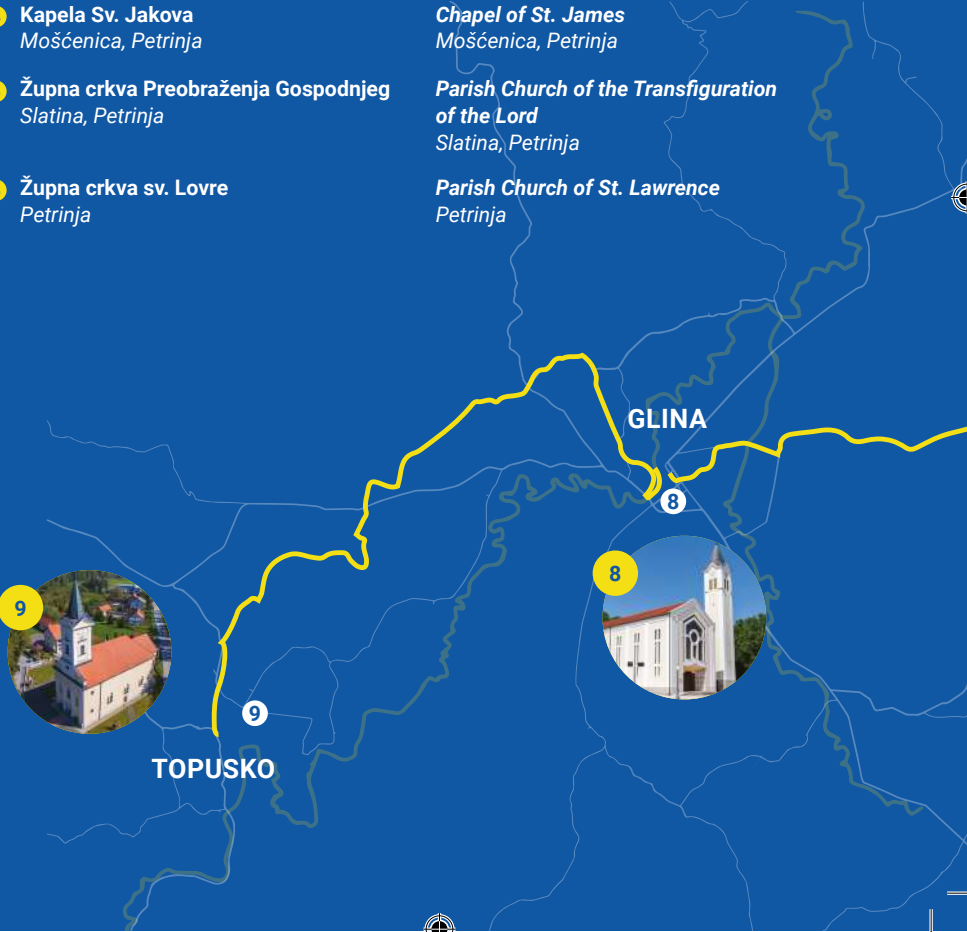 Kapela Sv. Jakova
Mošćenica, Petrinja
Župna crkva Preobraženja Gospodnjeg
Slatina, Petrinja
Župna crkva sv. Lovre
Petrinja
Chapel of St. James
Mošćenica, Petrinja
Parish Church of the Transfiguration
of the Lord
Slatina, Petrinja
Parish Church of St. Lawrence
Petrinja
GLINA
8
8
9
9
TOPUSKO